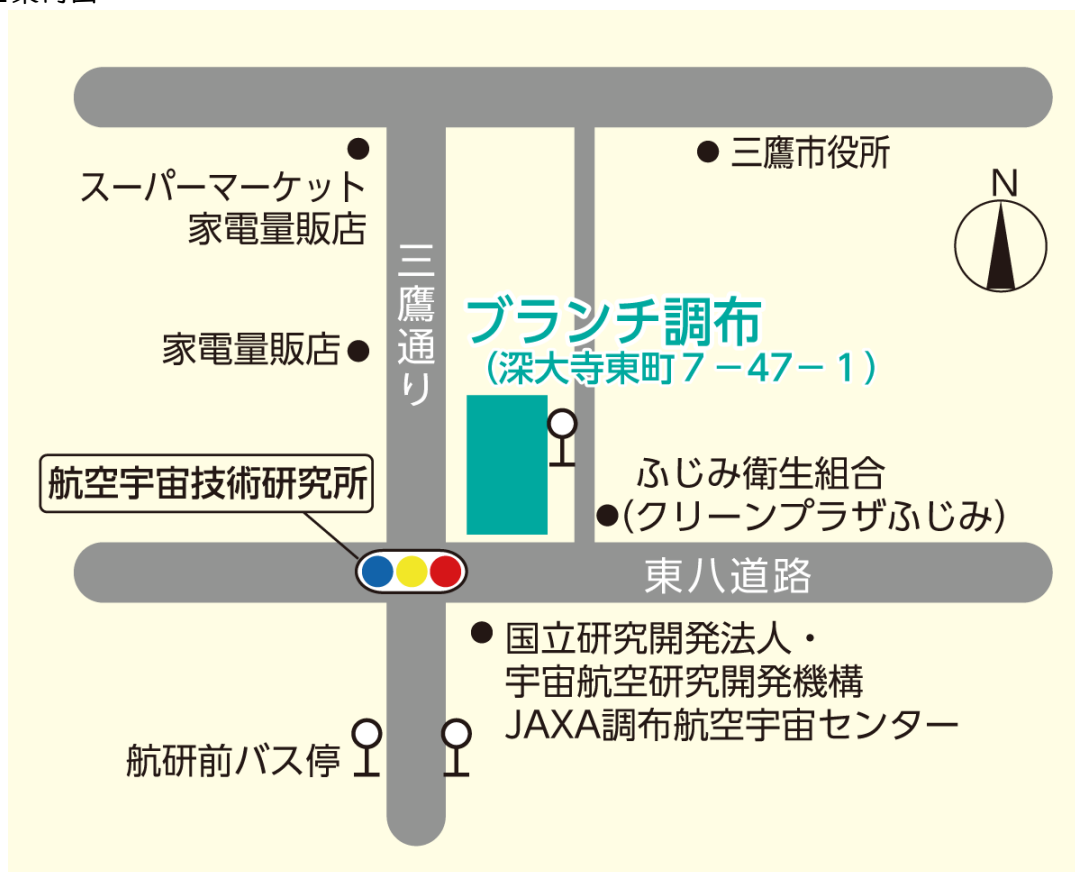 スーパーマーケット
家電量販店
三鷹市役所
N
三鷹通り
ブランチ調布
（深大寺東町７－47－１）
家電量販店
航空宇宙技術研究所
ふじみ衛生組合
（クリーンプラザふじみ）
東八道路
国立研究開発法人・
宇宙航空研究開発機構
JAXA調布航空宇宙センター
航研前バス停